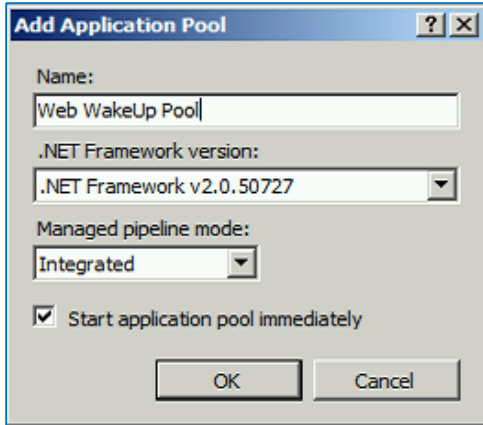 Add Application Pool
Name:
Web WakeUp Pool
.NET Framework version:
.NET Framework v2.0.50727
Managed pipeline mode:
Integrated
Start application pool immediately
OK Cancel